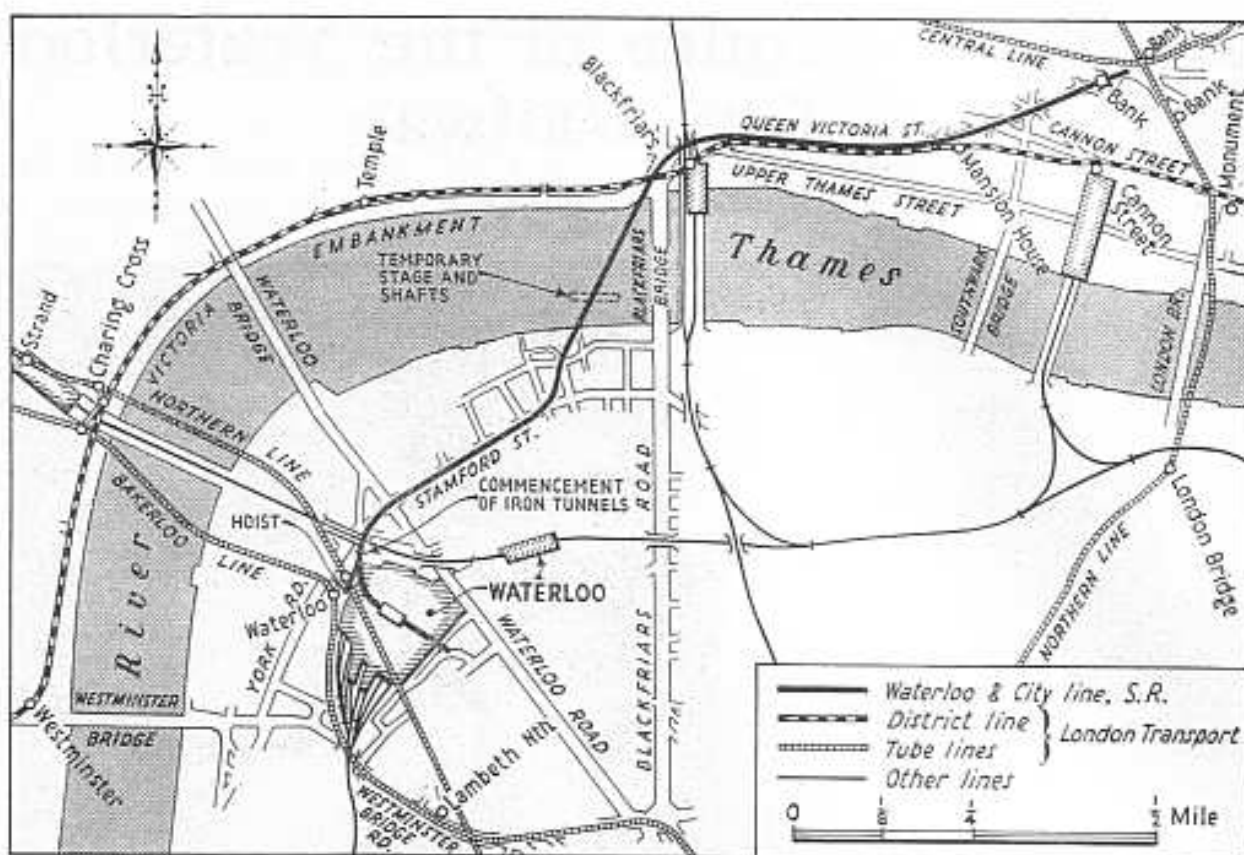 CENTRAL LINE
Bank
Bank
Bank
Blackfriars
QUEEN VICTORIA ST.
CANNON STREET
Monument
Temple
UPPER THAMES STREET
Mansion House
Cannon Street
EMBANKMENT
TEMPORARY
STAGE AND
SHAFTS
BLACKFRIARS
BRIDGE
Thames
SOUTHWARK
BRIDGE
LONDON BR.
Strand
Charing Cross
VICTORIA
WATERLOO
BRIDGE
NORTHERN LINE
STAMFORD ST.
COMMENCEMENT
OF IRON TUNNELS
BAKERLOO LINE
HOIST
ROAD
London Bridge
NORTHERN LINE
WATERLOO
Waterloo
YORK RD.
River
WATERLOO ROAD
BLACKFRIARS
WESTMINSTER
BRIDGE
Westminster
Lambeth Nth.
WESTMINSTER
BRIDGE
RD.
Waterloo & City line, S.R.
District line
Tube lines
London Transport
Other lines
0 1/8 1/4 1/2 Mile